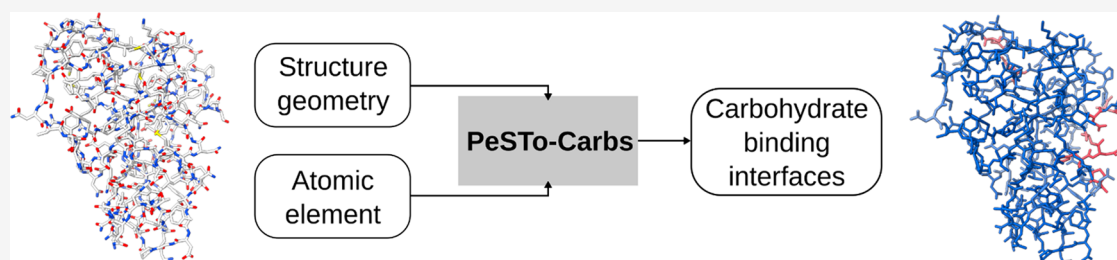 Structure
geometry
Atomic
element
PeSTo-Carbs
Carbohydrate
binding
interfaces